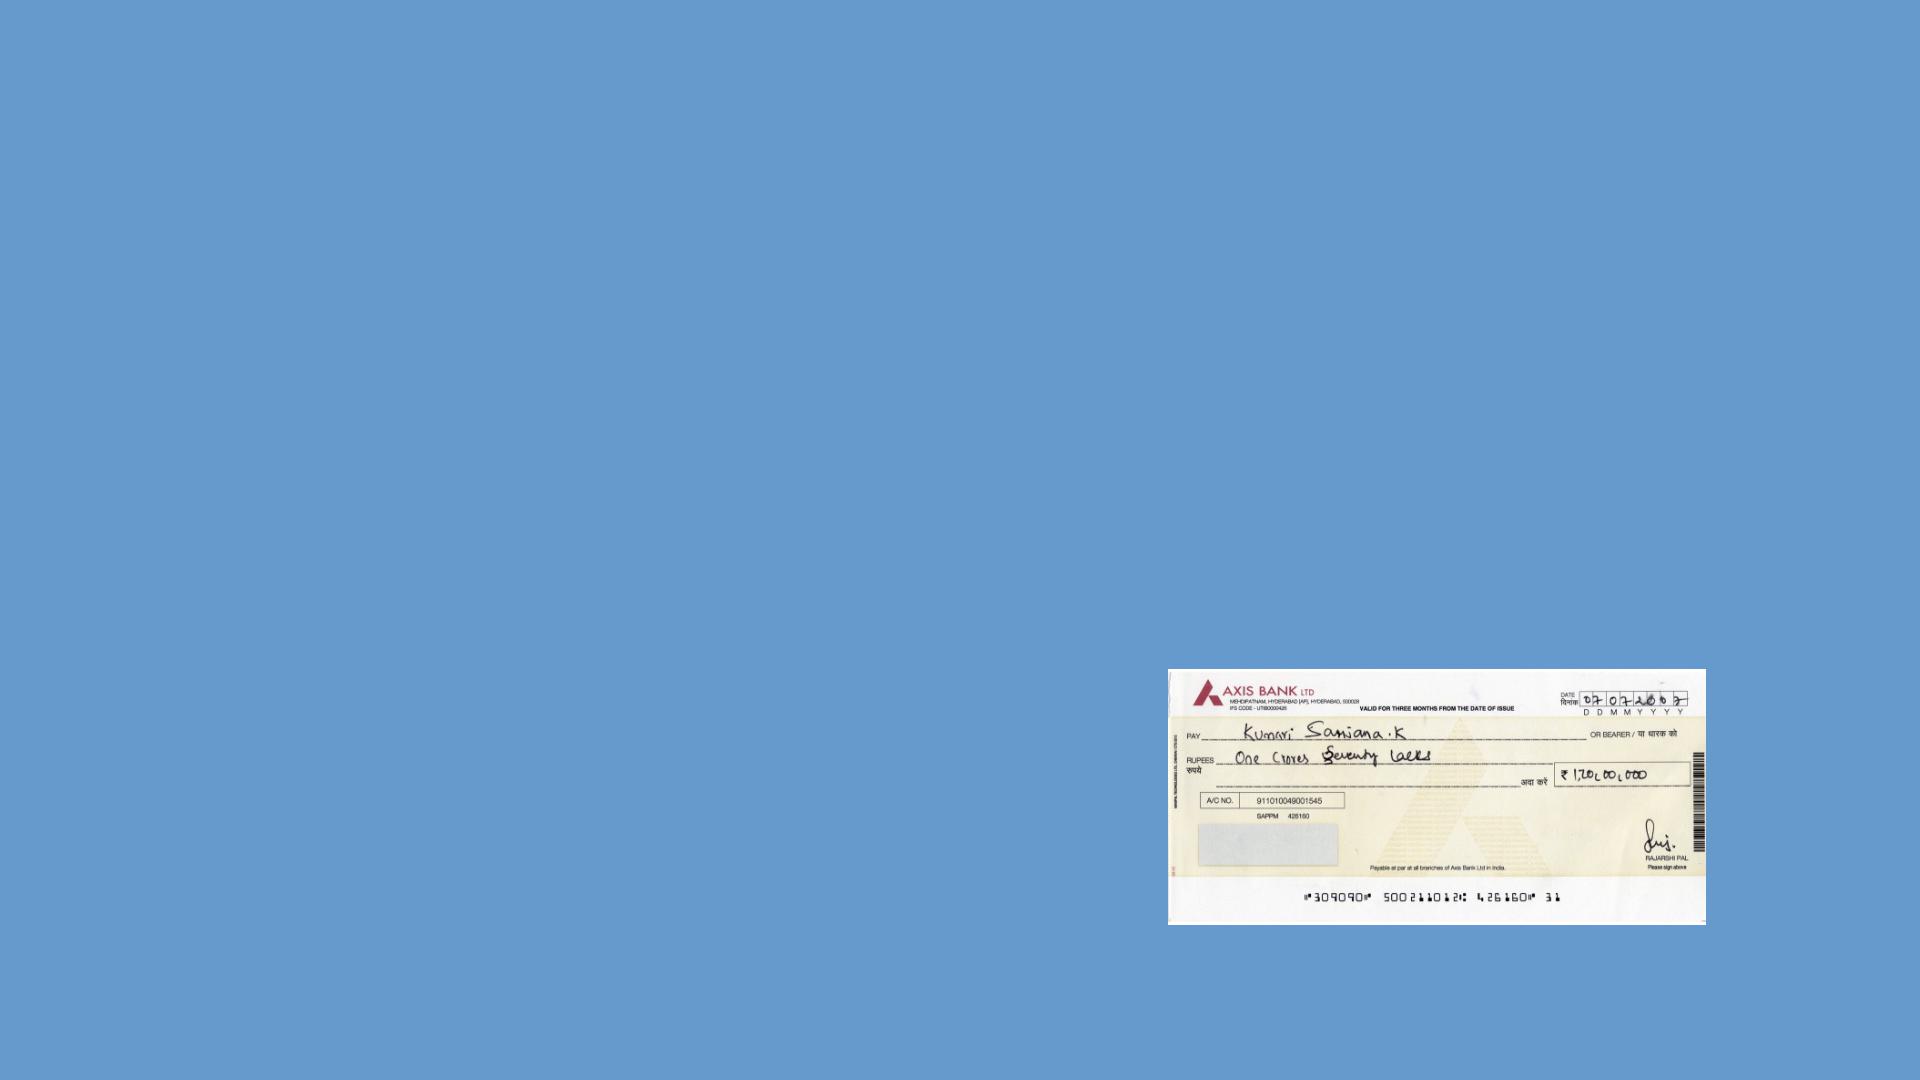 AXIS BANK LTD
MEHDIPATNAM, HYDERABAD [AP], HYDERABAD, 500028
IFS CODE - UTIB0000426
VALID FOR THREE MONTHS FROM THE DATE OF ISSUE
DATE
दिनांक
07072007
D D M M Y Y Y Y
PAY Kumari Sanjana.K OR BEARER / या धारक को
RUPEES One Crores Seventy Lacks
रुपये
अदा करें ₹ 1,70,00,000
A/C NO. 911010049001545
SAPPM 426160
RAJARSHI PAL
Please sign above
Payable at par at all branches of Axis Bank Ltd in India.
⑈309090⑈ 500211012⑆ 426160⑈ 31